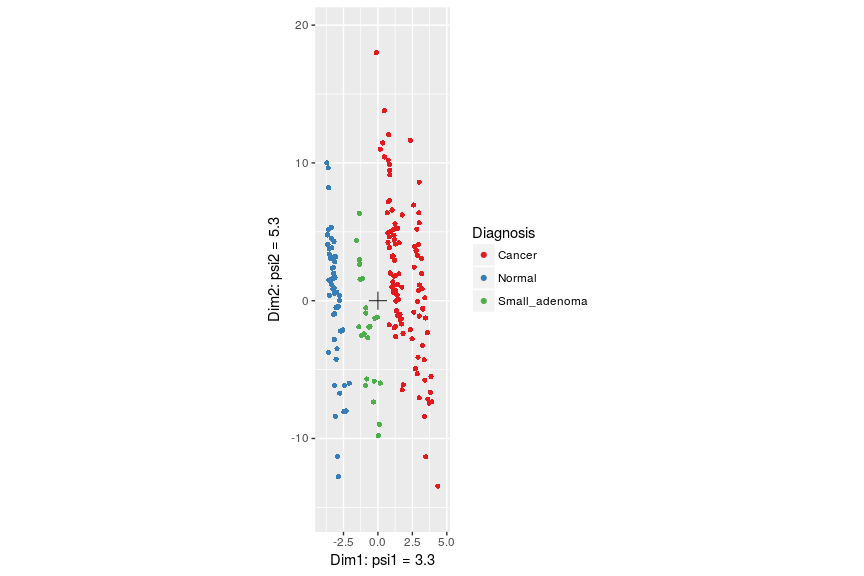 20
10
0
-10
Dim2: psi2 = 5.3
-2.5 0.0 2.5 5.0
Dim1: psi1 = 3.3
Diagnosis
Cancer
Normal
Small_adenoma